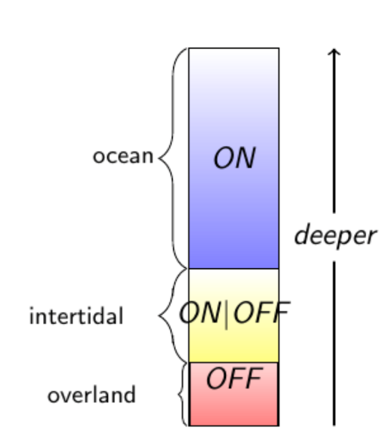 ocean
ON
deeper
intertidal
ON|OFF
OFF
overland